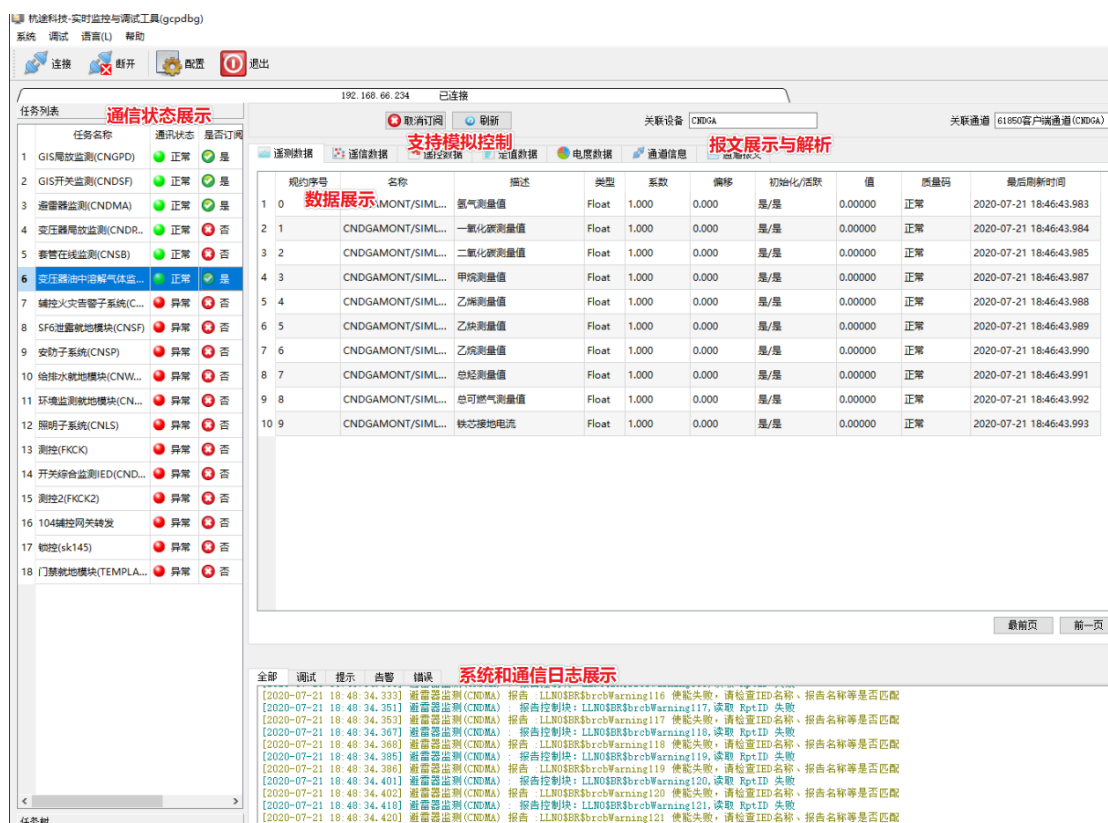 杭途科技-实时监控与调试工具(gcpdbg)
系统 调试 语言(L) 帮助
连接 断开 配置 退出
192.168.66.234 已连接
任务列表
通信状态展示
取消订阅 刷新 关联设备 CNDGA 关联通道 61850客户端通道(CNDGA)
支持模拟控制 报文展示与解析
任务名称 通讯状态 是否订阅
遥测数据 遥信数据 遥控数据 定值数据 电度数据 通道信息 通道报文
规约序号 名称 描述 类型 系数 偏移 初始化/活跃 值 质量码 最后刷新时间
数据展示
1 GIS局放监测(CNGPD) 正常 是
2 GIS开关监测(CNDSF) 正常 是
3 避雷器监测(CNDMA) 正常 是
4 变压器局放监测(CNDP... 正常 否
5 套管在线监测(CNSB) 正常 否
6 变压器油中溶解气体监... 正常 是
7 辅控火灾告警子系统(C... 异常 否
8 SF6泄露就地模块(CNSF) 异常 否
9 安防子系统(CNSP) 异常 否
10 给排水就地模块(CNW... 异常 否
11 环境监测就地模块(CN... 异常 否
12 照明子系统(CNLS) 异常 否
13 测控(FKCK) 异常 否
14 开关综合监测IED(CND... 异常 否
15 测控2(FKCK2) 异常 否
16 104辅控网关转发 异常 否
17 锁控(sk145) 异常 否
18 门禁就地模块(TEMPLA... 异常 否
1 0 GAMONT/SIML... 氢气测量值 Float 1.000 0.000 是/是 0.00000 正常 2020-07-21 18:46:43.983
2 1 CNDGAMONT/SIML... 一氧化碳测量值 Float 1.000 0.000 是/是 0.00000 正常 2020-07-21 18:46:43.984
3 2 CNDGAMONT/SIML... 二氧化碳测量值 Float 1.000 0.000 是/是 0.00000 正常 2020-07-21 18:46:43.985
4 3 CNDGAMONT/SIML... 甲烷测量值 Float 1.000 0.000 是/是 0.00000 正常 2020-07-21 18:46:43.987
5 4 CNDGAMONT/SIML... 乙烯测量值 Float 1.000 0.000 是/是 0.00000 正常 2020-07-21 18:46:43.988
6 5 CNDGAMONT/SIML... 乙炔测量值 Float 1.000 0.000 是/是 0.00000 正常 2020-07-21 18:46:43.989
7 6 CNDGAMONT/SIML... 乙烷测量值 Float 1.000 0.000 是/是 0.00000 正常 2020-07-21 18:46:43.990
8 7 CNDGAMONT/SIML... 总烃测量值 Float 1.000 0.000 是/是 0.00000 正常 2020-07-21 18:46:43.991
9 8 CNDGAMONT/SIML... 总可燃气测量值 Float 1.000 0.000 是/是 0.00000 正常 2020-07-21 18:46:43.992
10 9 CNDGAMONT/SIML... 铁芯接地电流 Float 1.000 0.000 是/是 0.00000 正常 2020-07-21 18:46:43.993
最前页 前一页
全部 调试 提示 告警 错误
系统和通信日志展示
[2020-07-21 18:48:34.333] 避雷器监测(CNDMA) 报告 :LLN0$BR$brcbWarning116 使能失败，请检查IED名称、报告名称等是否匹配
[2020-07-21 18:48:34.351] 避雷器监测(CNDMA) : 报告控制块: LLN0$BR$brcbWarning117,读取 RptID 失败
[2020-07-21 18:48:34.353] 避雷器监测(CNDMA) 报告 :LLN0$BR$brcbWarning117 使能失败，请检查IED名称、报告名称等是否匹配
[2020-07-21 18:48:34.367] 避雷器监测(CNDMA) : 报告控制块: LLN0$BR$brcbWarning118,读取 RptID 失败
[2020-07-21 18:48:34.368] 避雷器监测(CNDMA) 报告 :LLN0$BR$brcbWarning118 使能失败，请检查IED名称、报告名称等是否匹配
[2020-07-21 18:48:34.385] 避雷器监测(CNDMA) : 报告控制块: LLN0$BR$brcbWarning119,读取 RptID 失败
[2020-07-21 18:48:34.386] 避雷器监测(CNDMA) 报告 :LLN0$BR$brcbWarning119 使能失败，请检查IED名称、报告名称等是否匹配
[2020-07-21 18:48:34.401] 避雷器监测(CNDMA) : 报告控制块: LLN0$BR$brcbWarning120,读取 RptID 失败
[2020-07-21 18:48:34.402] 避雷器监测(CNDMA) 报告 :LLN0$BR$brcbWarning120 使能失败，请检查IED名称、报告名称等是否匹配
[2020-07-21 18:48:34.418] 避雷器监测(CNDMA) : 报告控制块: LLN0$BR$brcbWarning121,读取 RptID 失败
[2020-07-21 18:48:34.420] 避雷器监测(CNDMA) 报告 :LLN0$BR$brcbWarning121 使能失败，请检查IED名称、报告名称等是否匹配
任务树